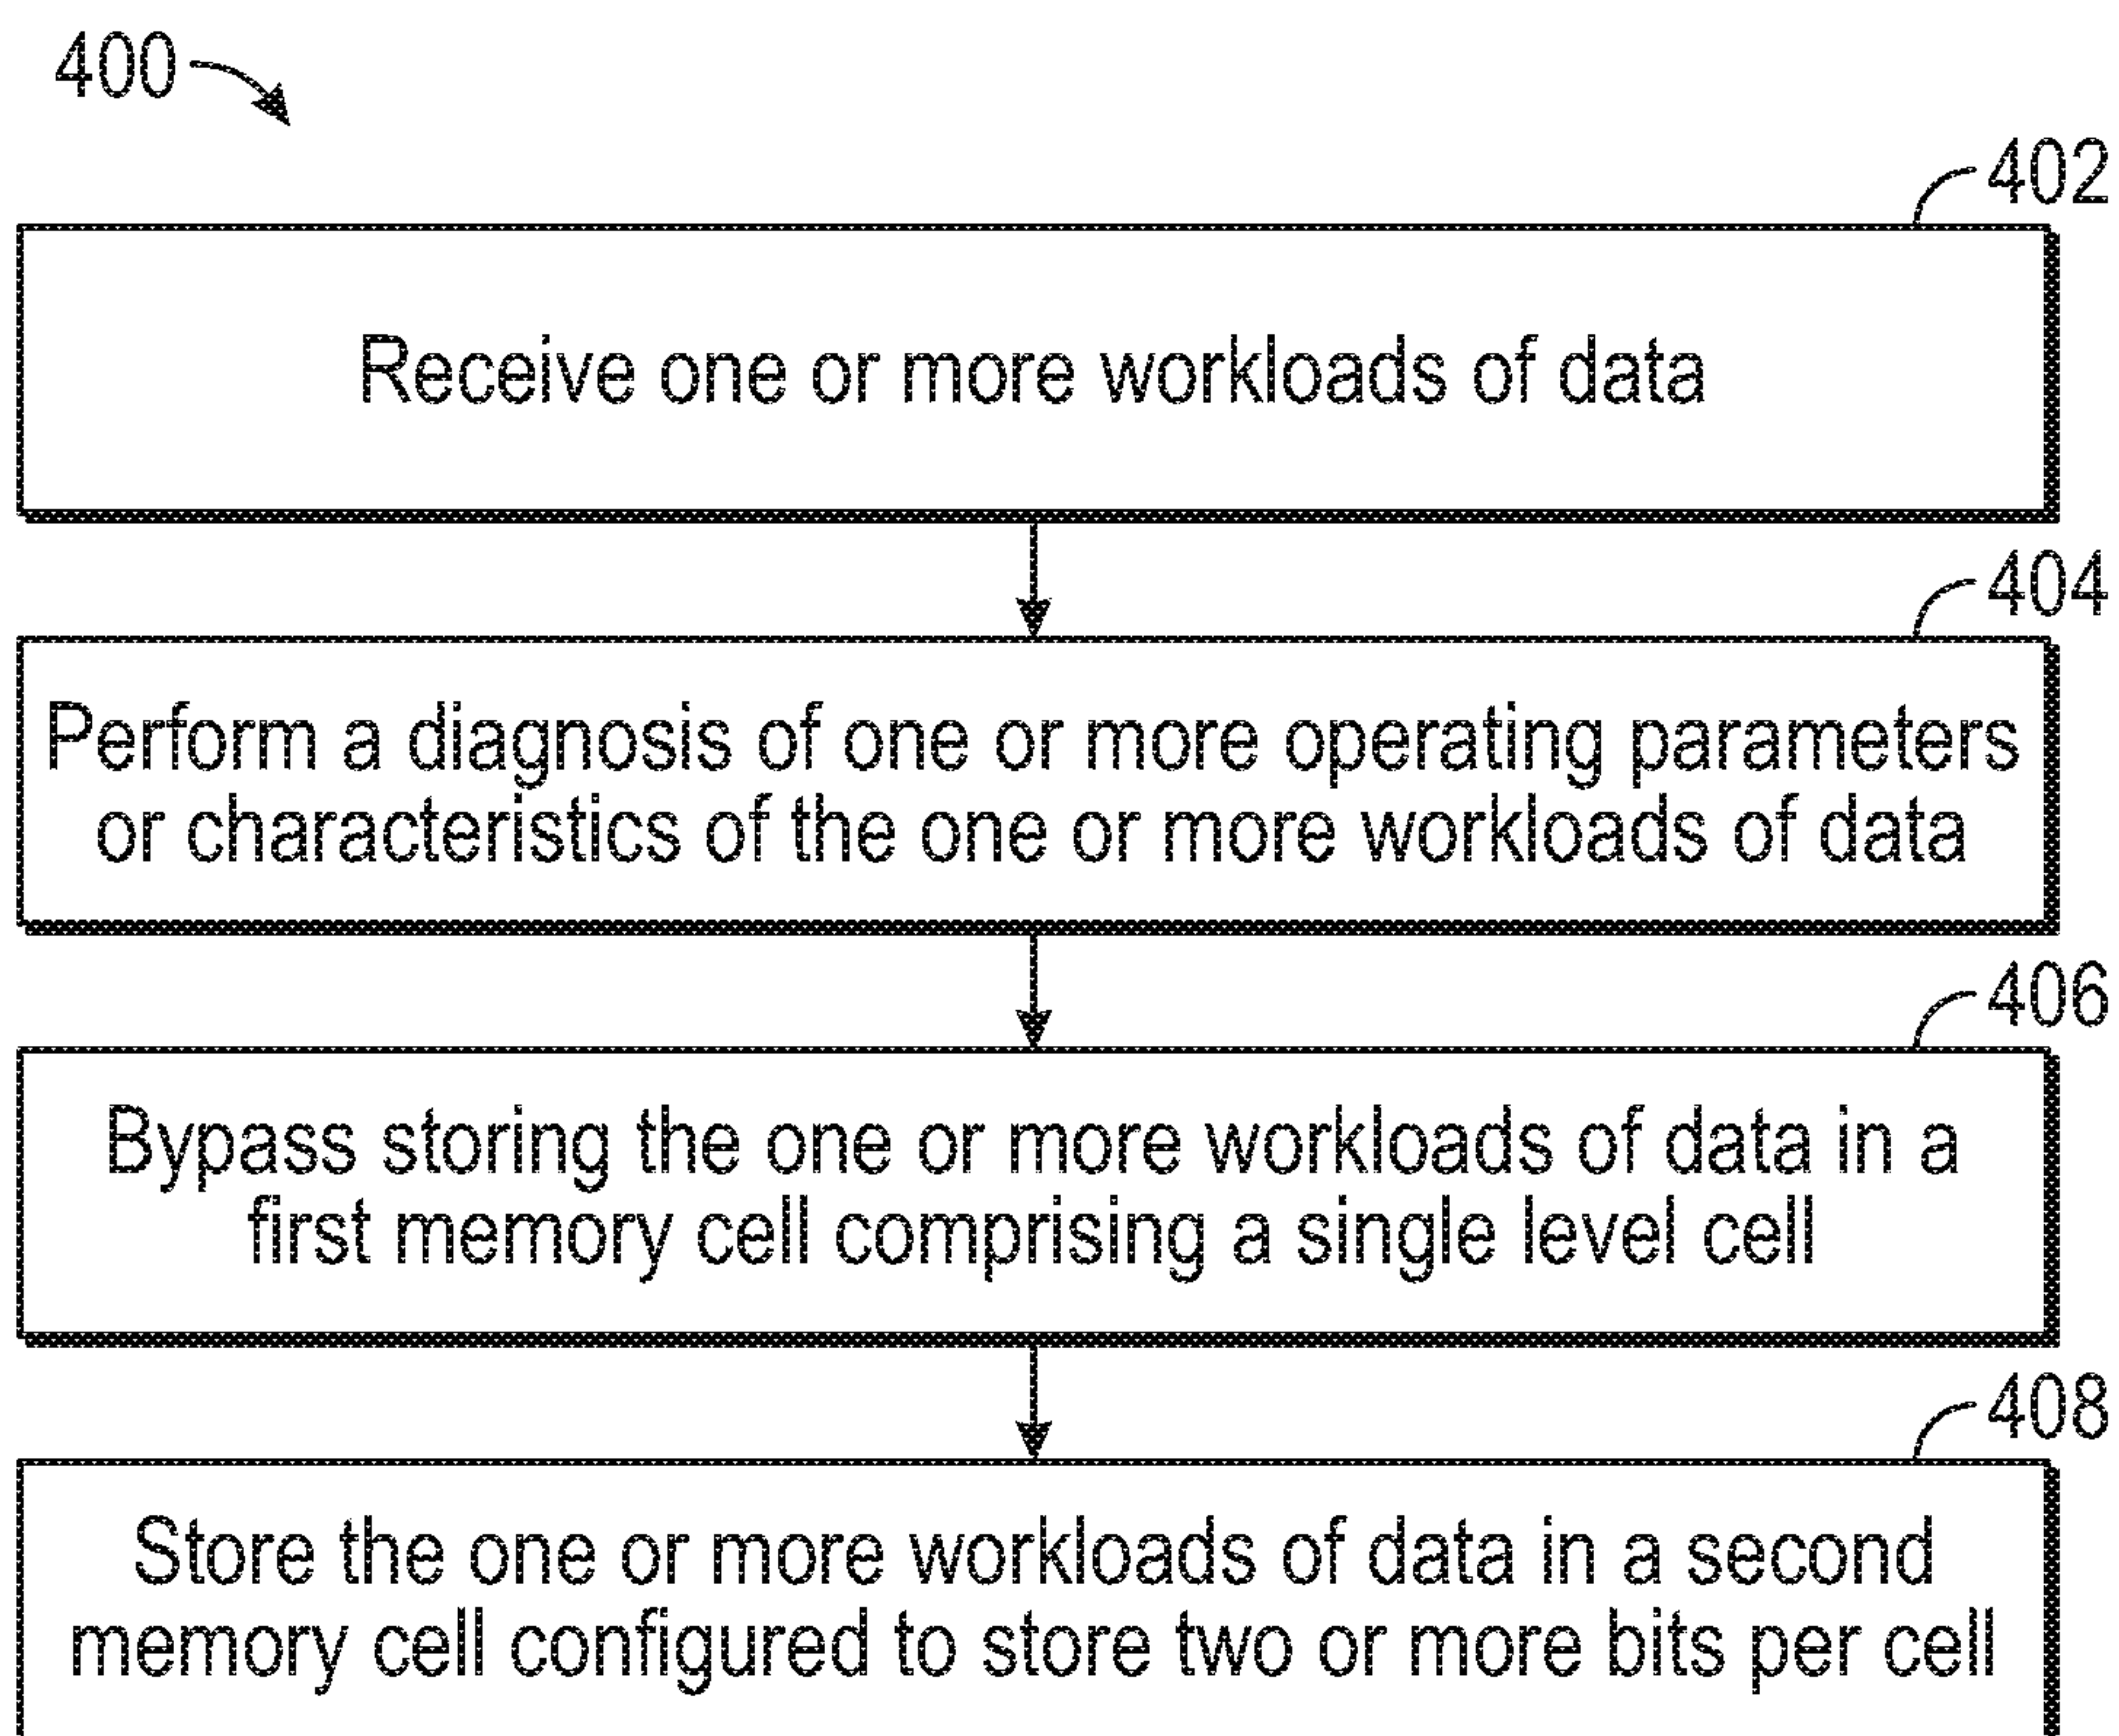 400
402
Receive one or more workloads of data
404
Perform a diagnosis of one or more operating parameters
or characteristics of the one or more workloads of data
406
Bypass storing the one or more workloads of data in a
first memory cell comprising a single level cell
408
Store the one or more workloads of data in a second
memory cell configured to store two or more bits per cell